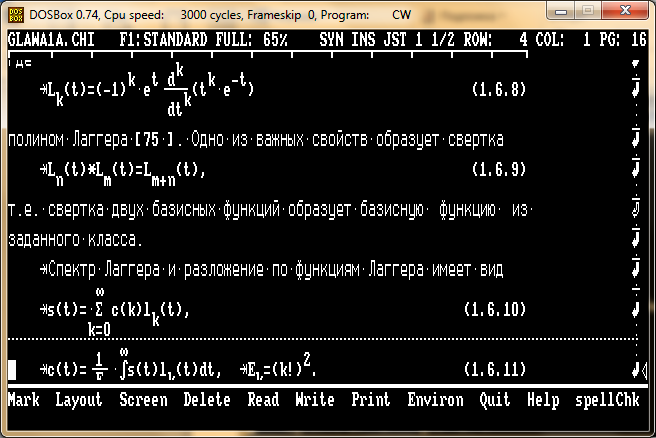 DOSBox 0.74, Cpu speed: 3000 cycles, Frameskip 0, Program: CW
GLAWA1A.CHI F1:STANDARD FULL: 65% SYN INS JST 1 1/2 ROW: 4 COL: 1 PG: 16
L_k(t)=(-1)^k e^t d^k/dt^k (t^k e^-t) (1.6.8)
полином Лаггера [75 ]. Одно из важных свойств образует свертка
L_n(t)*L_m(t)=L_m+n(t), (1.6.9)
т.е. свертка двух базисных функций образует базисную функцию из
заданного класса.
Спектр Лаггера и разложение по функциям Лаггера имеет вид
s(t)= ∞ Σ k=0 c(k)l_k(t), (1.6.10)
c(t)= 1 ∞ ∫s(t)l_k(t)dt, E_k=(k!)^2. (1.6.11)
Mark Layout Screen Delete Read Write Print Environ Quit Help spellChk